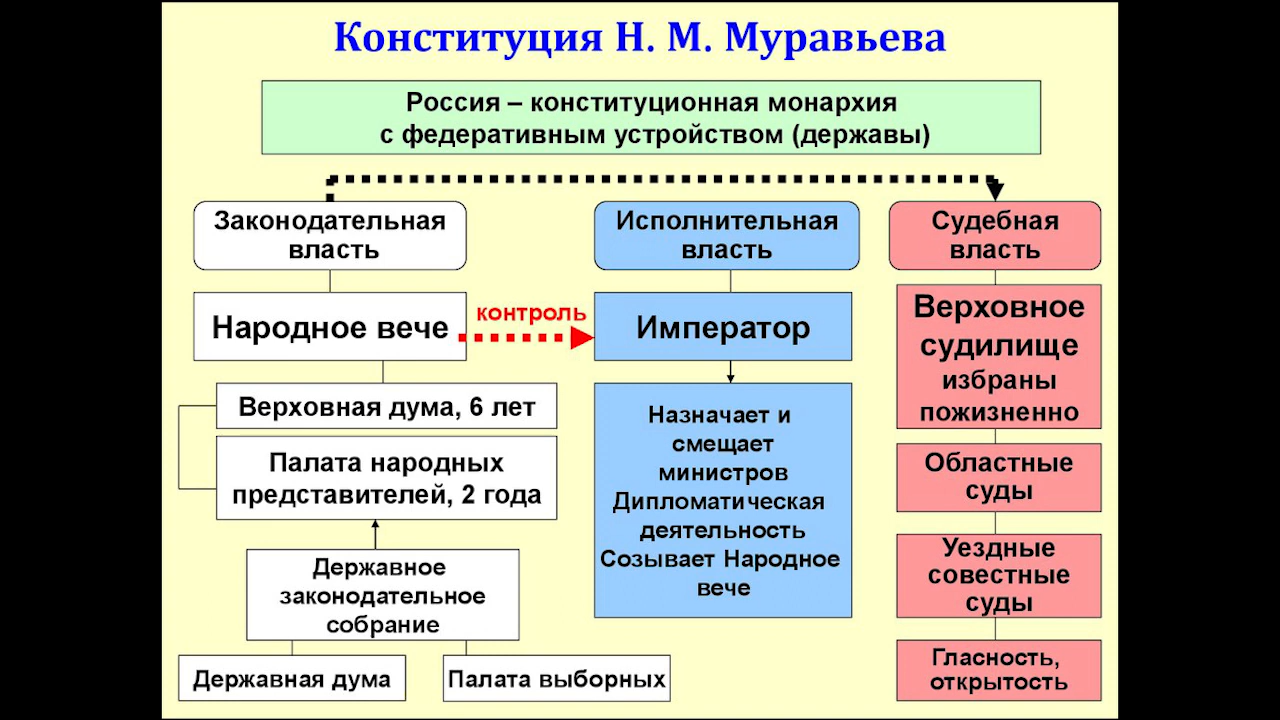 Конституция Н. М. Муравьева
Россия – конституционная монархия
с федеративным устройством (державы)
Законодательная
власть
Народное вече
Верховная дума, 6 лет
Палата народных
представителей, 2 года
Державное
законодательное
собрание
Державная дума
Палата выборных
контроль
Исполнительная
власть
Император
Назначает и
смещает
министров
Дипломатическая
деятельность
Созывает Народное
вече
Судебная
власть
Верховное
судилище
избраны
пожизненно
Областные
суды
Уездные
совестные
суды
Гласность,
открытость